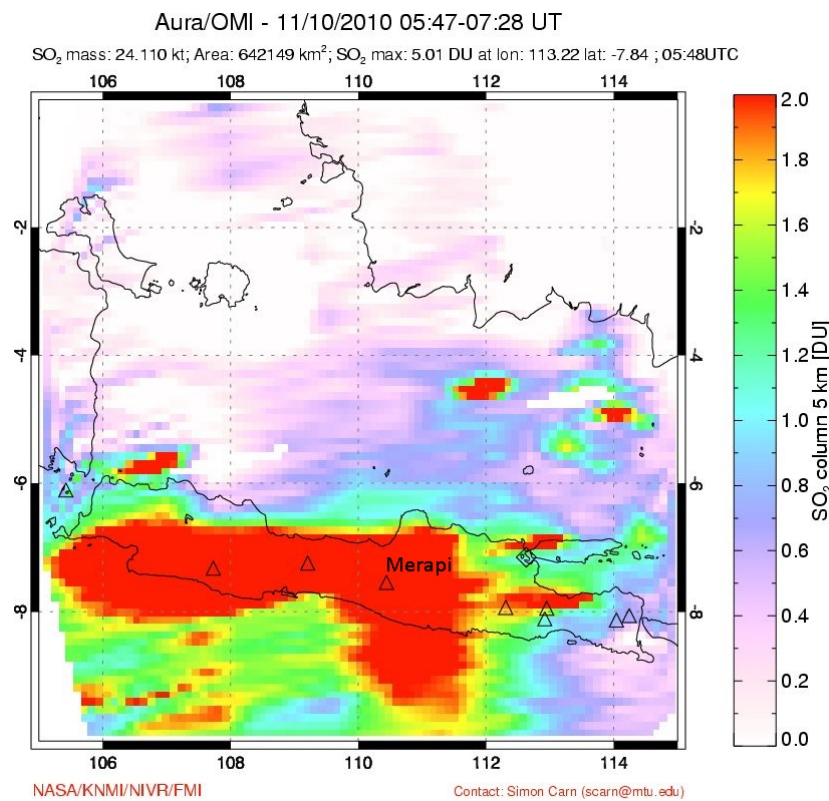 Aura/OMI - 11/10/2010 05:47-07:28 UT
SO₂ mass: 24.110 kt; Area: 642149 km²; SO₂ max: 5.01 DU at lon: 113.22 lat: -7.84 ; 05:48UTC
106 108 110 112 114
2.0
1.8
1.6
1.4
1.2
1.0
0.8
0.6
0.4
0.2
0.0
SO₂ column 5 km [DU]
-2 -2
-4 -4
-6 -6
-8 -8
Merapi
106 108 110 112 114
NASA/KNMI/NIVR/FMI
Contact: Simon Carn (scarn@mtu.edu)